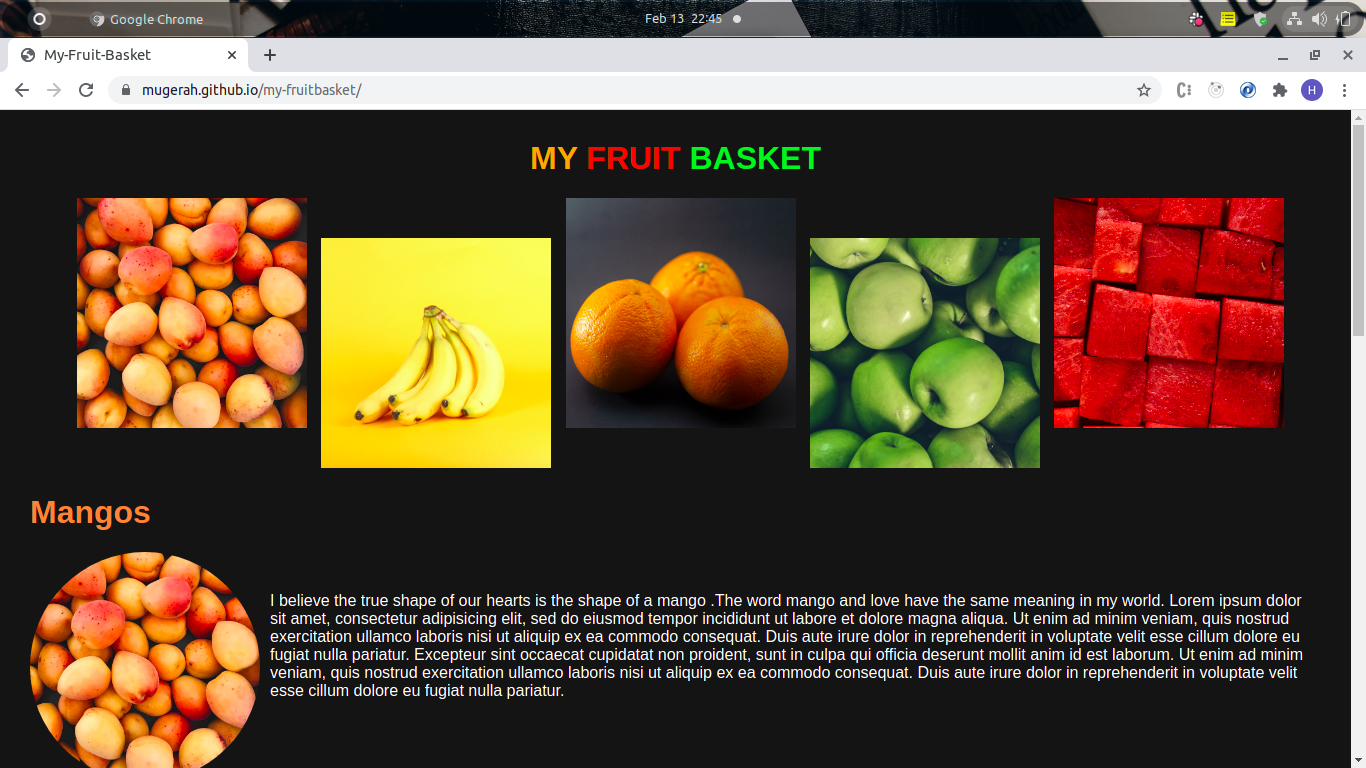 Google Chrome
Feb 13 22:45
My-Fruit-Basket
mugerah.github.io/my-fruitbasket/
H
MY FRUIT BASKET
Mangos
I believe the true shape of our hearts is the shape of a mango .The word mango and love have the same meaning in my world. Lorem ipsum dolor
sit amet, consectetur adipisicing elit, sed do eiusmod tempor incididunt ut labore et dolore magna aliqua. Ut enim ad minim veniam, quis nostrud
exercitation ullamco laboris nisi ut aliquip ex ea commodo consequat. Duis aute irure dolor in reprehenderit in voluptate velit esse cillum dolore eu
fugiat nulla pariatur. Excepteur sint occaecat cupidatat non proident, sunt in culpa qui officia deserunt mollit anim id est laborum. Ut enim ad minim
veniam, quis nostrud exercitation ullamco laboris nisi ut aliquip ex ea commodo consequat. Duis aute irure dolor in reprehenderit in voluptate velit
esse cillum dolore eu fugiat nulla pariatur.